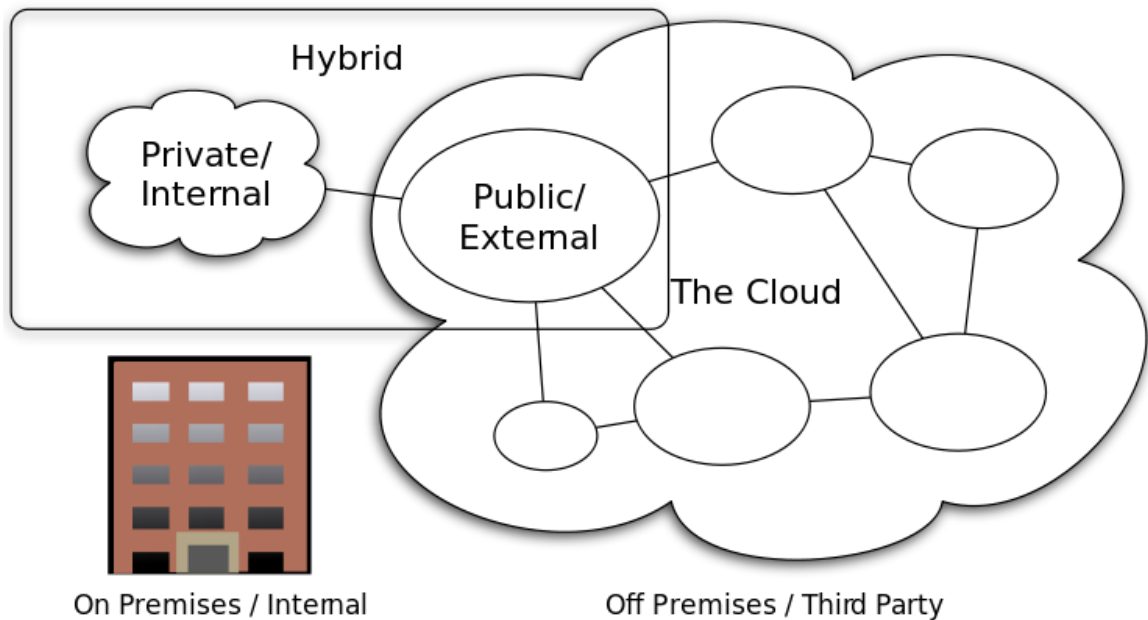 Hybrid
Private/
Internal
Public/
External
The Cloud
On Premises / Internal
Off Premises / Third Party